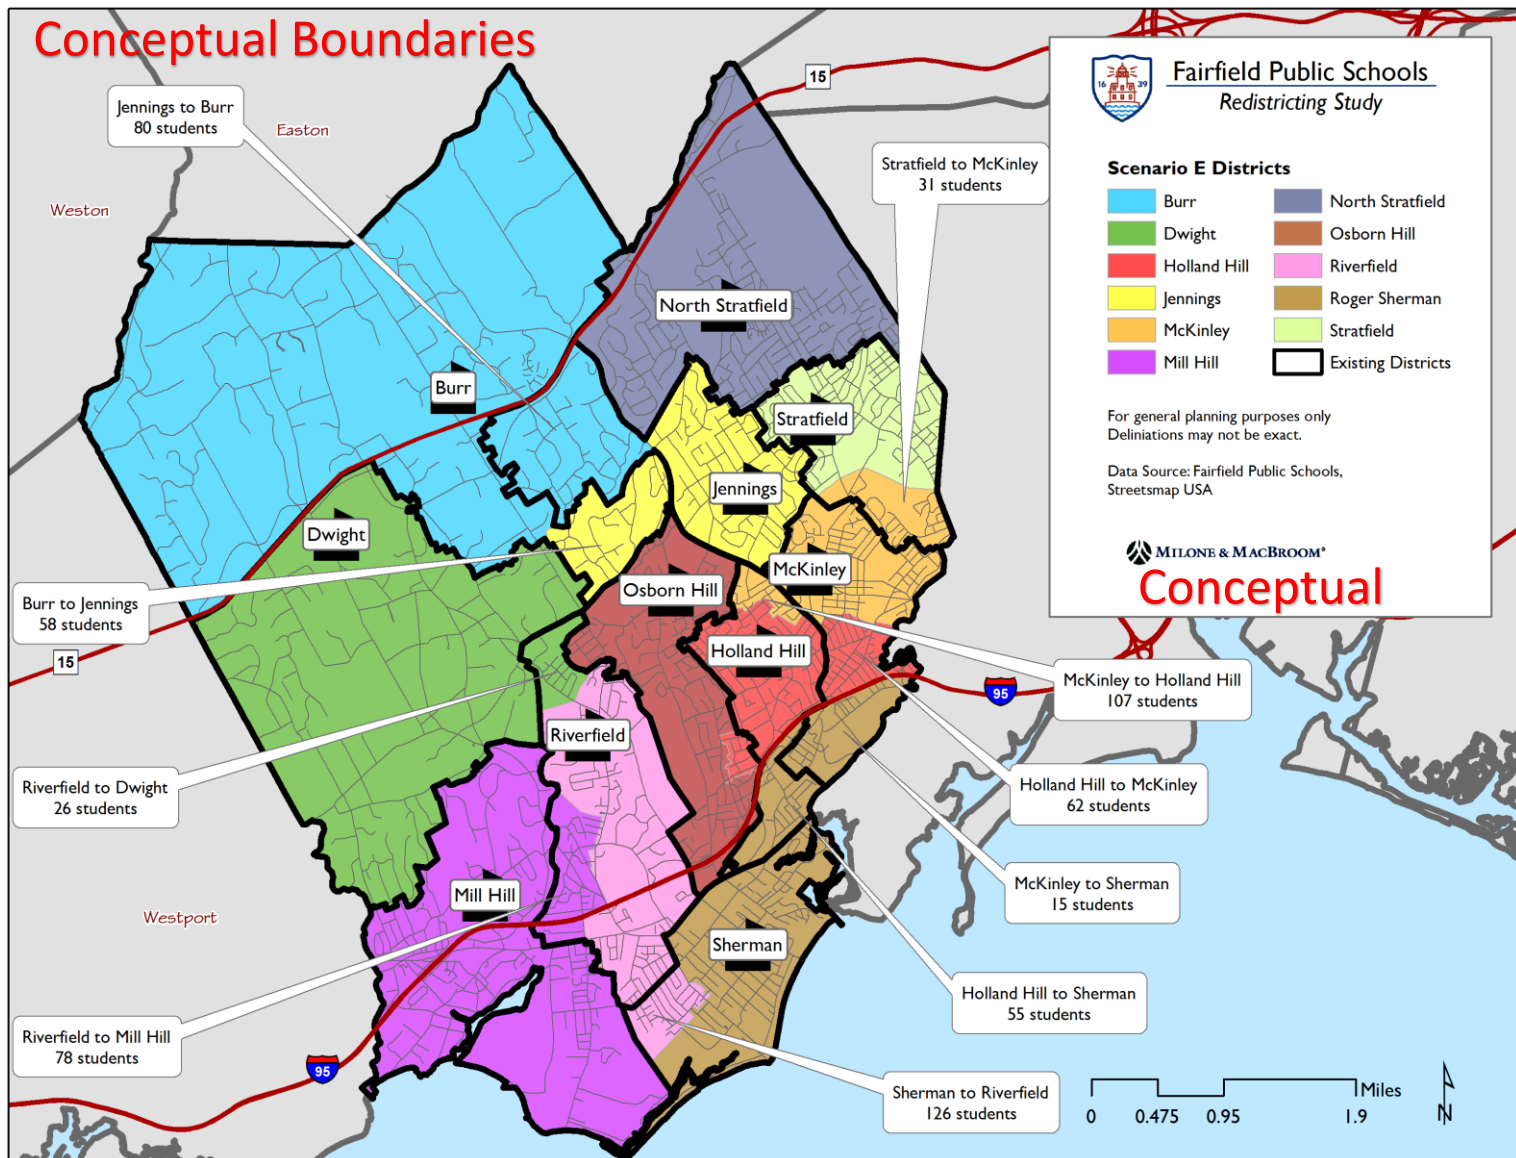 Conceptual Boundaries
Jennings to Burr
80 students
Easton
Weston
15
Stratfield to McKinley
31 students
Fairfield Public Schools
Redistricting Study
16 39
Scenario E Districts
Burr
Dwight
Holland Hill
Jennings
McKinley
Mill Hill
North Stratfield
Osborn Hill
Riverfield
Roger Sherman
Stratfield
Existing Districts
For general planning purposes only
Deliniations may not be exact.
Data Source: Fairfield Public Schools,
Streetsmap USA
MILONE & MACBROOM®
Conceptual
North Stratfield
Burr
Stratfield
Jennings
Dwight
McKinley
Osborn Hill
Holland Hill
Riverfield
Mill Hill
Sherman
Burr to Jennings
58 students
15
McKinley to Holland Hill
107 students
95
Riverfield to Dwight
26 students
Holland Hill to McKinley
62 students
McKinley to Sherman
15 students
Westport
Holland Hill to Sherman
55 students
Riverfield to Mill Hill
78 students
95
Sherman to Riverfield
126 students
Miles
0 0.475 0.95 1.9
N